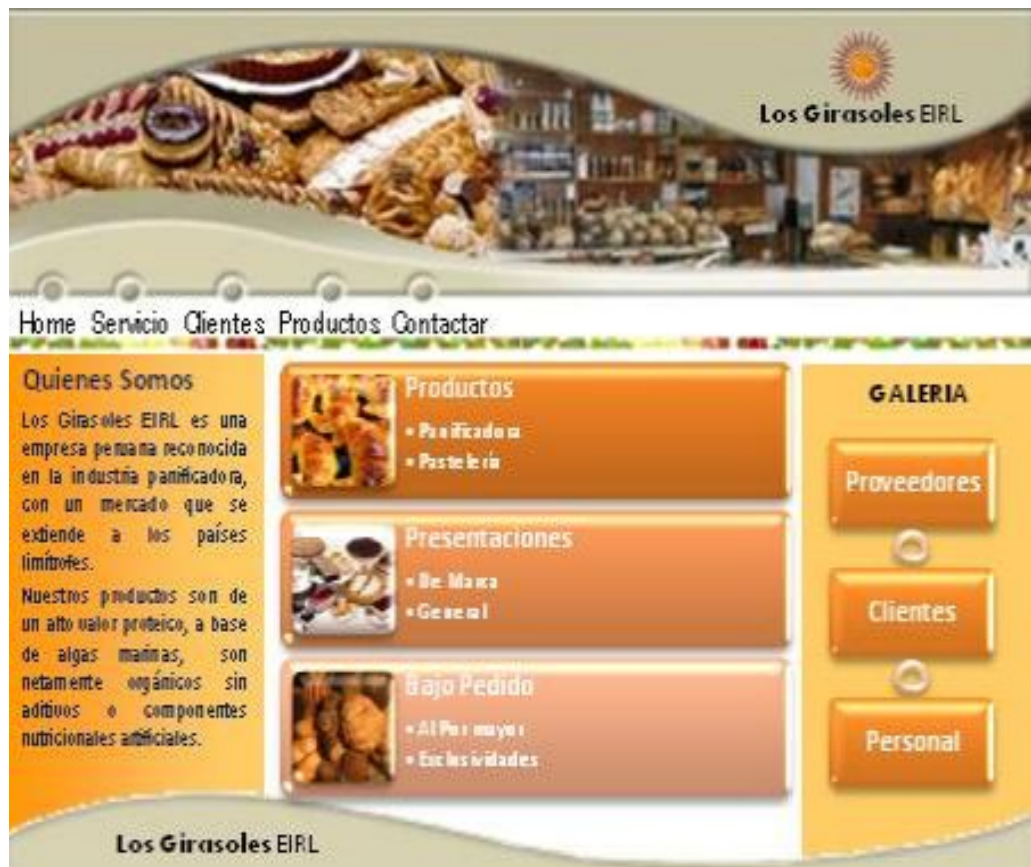 Los Girasoles EIRL
Home Servicio Clientes Productos Contactar
Quienes Somos
Los Girasoles EIRL es una
empresa peruana reconocida
en la industria panificadora,
con un mercado que se
extiende a los países
limítrofes.
Nuestros productos son de
un alto valor proteico, a base
de algas marinas, son
netamente orgánicos sin
aditivos o componentes
nutricionales artificiales.
Productos
• Panificadora
• Pastelería
Presentaciones
• De Marca
• General
Bajo Pedido
• Al Por mayor
• Exclusividades
GALERIA
Proveedores
Clientes
Personal
Los Girasoles EIRL